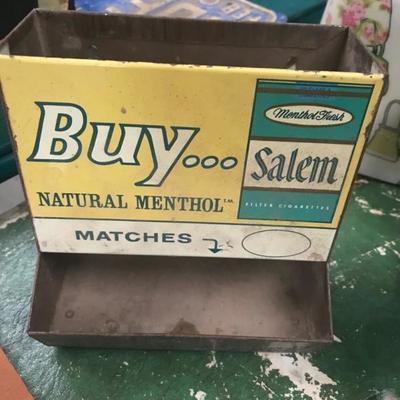 Buy...
NATURAL MENTHOL T.M.
Menthol Fresh
Salem
FILTER CIGARETTES
MATCHES